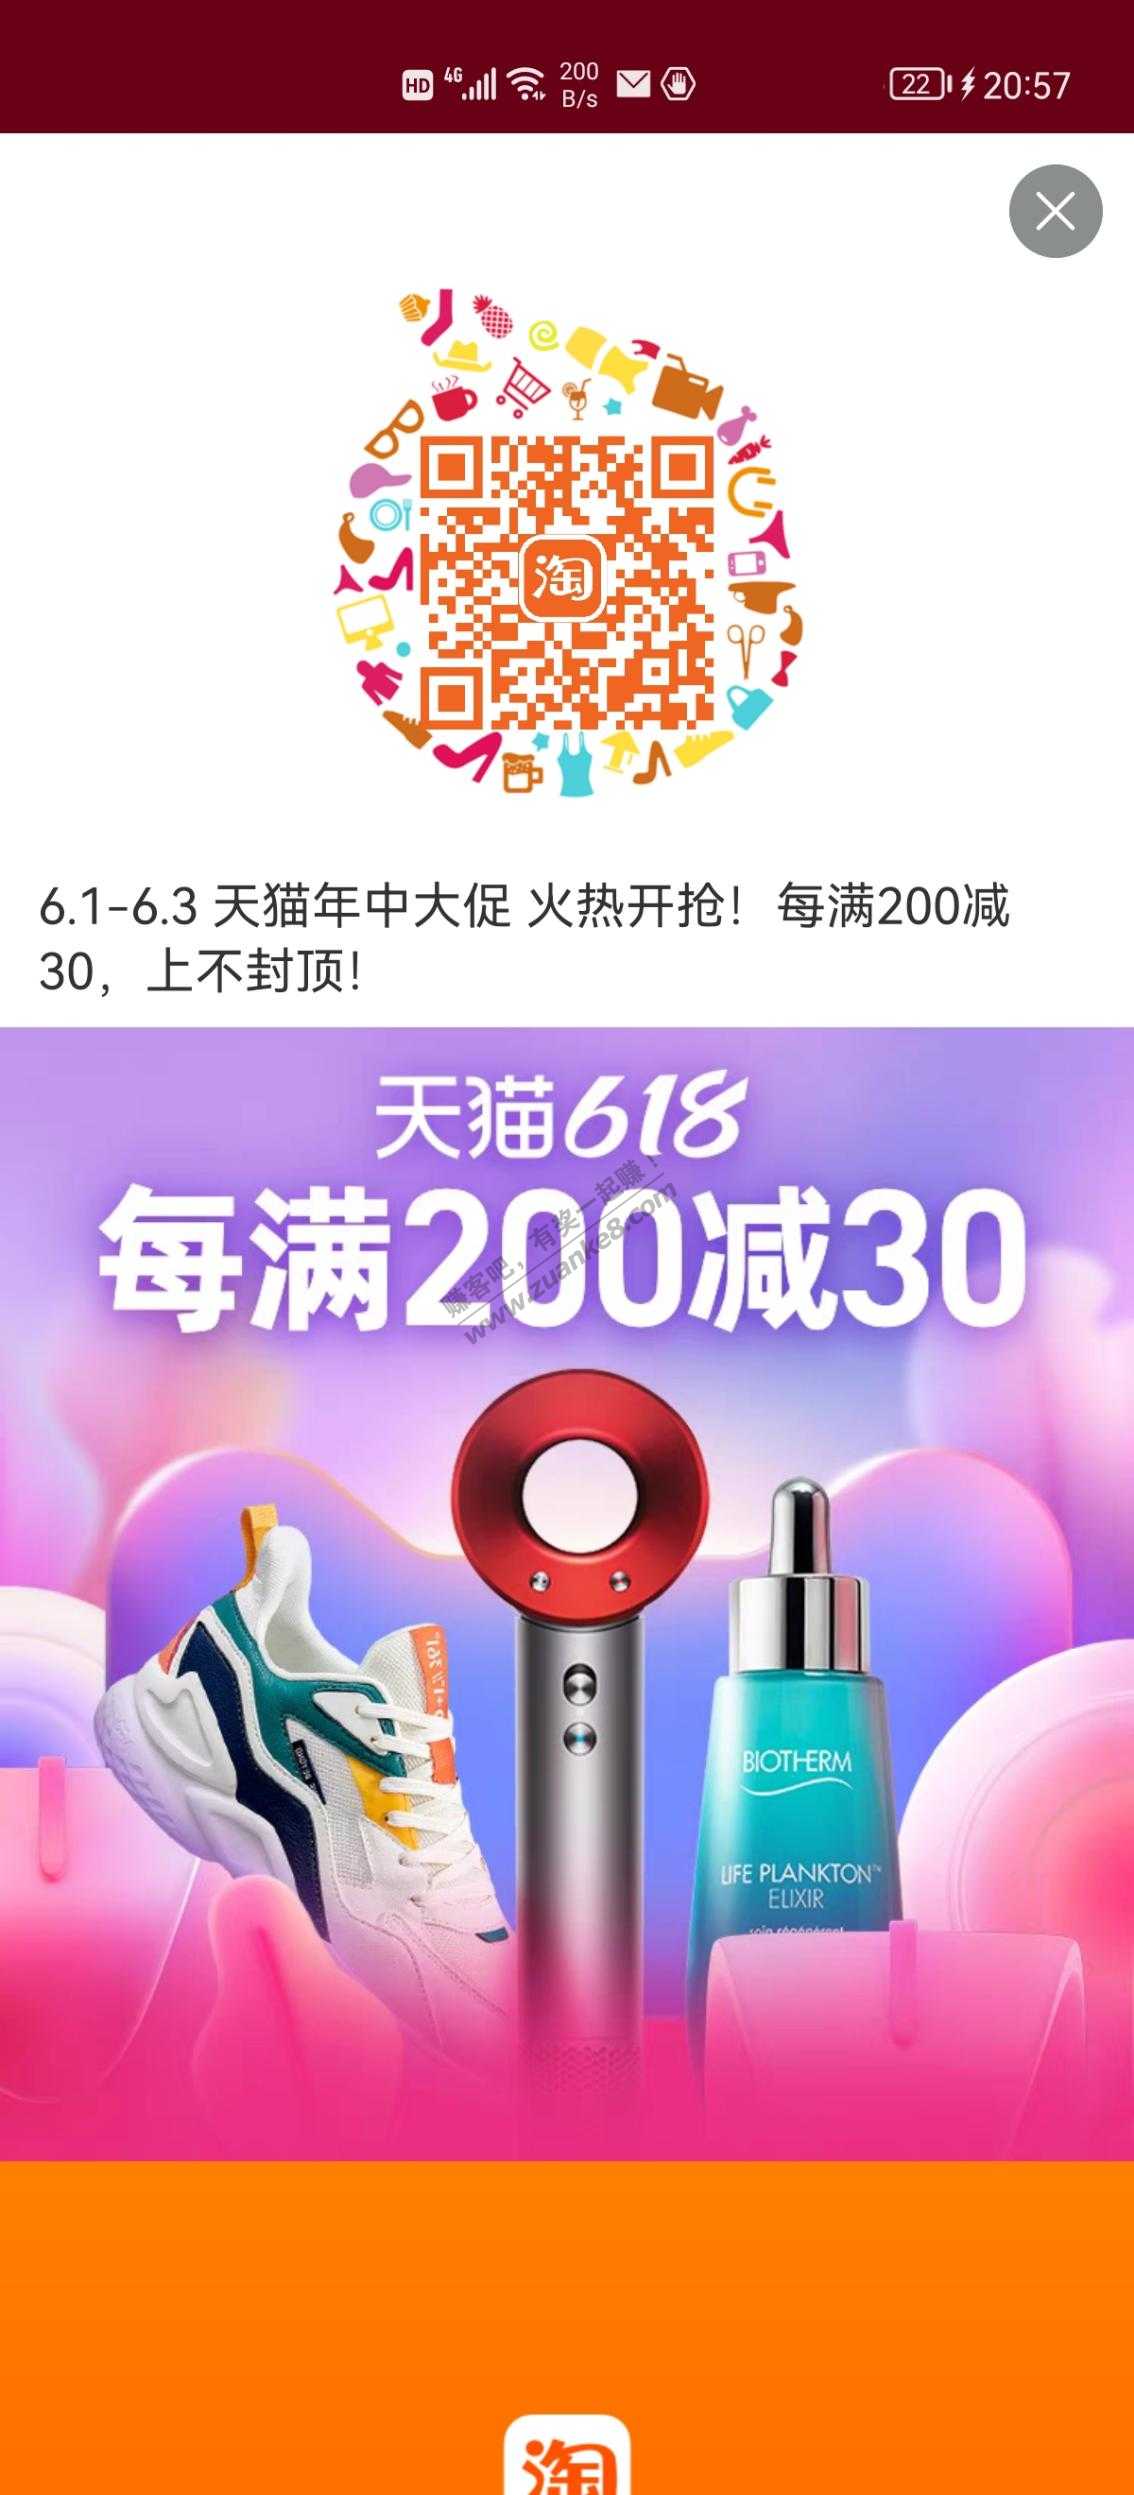 HD 4G 200 B/s 22 20:57
淘
6.1-6.3 天猫年中大促 火热开抢！ 每满200减
30，上不封顶！
天猫618
每满200减30
赚客吧，有奖一起赚！
www.zuanke8.com
BIOTHERM
LIFE PLANKTON™
ELIXIR
soin régénérant
淘